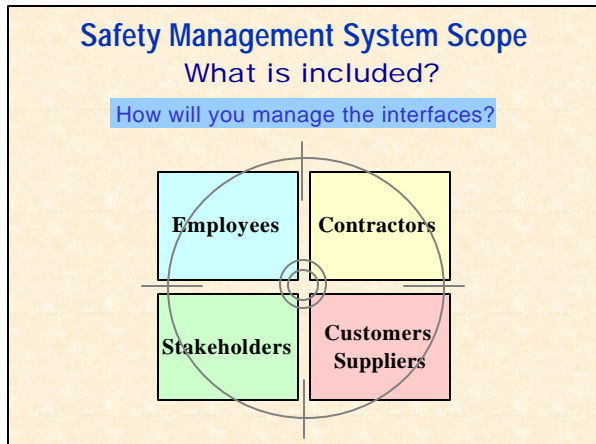 Safety Management System Scope
What is included?
How will you manage the interfaces?
Employees
Contractors
Stakeholders
Customers
Suppliers